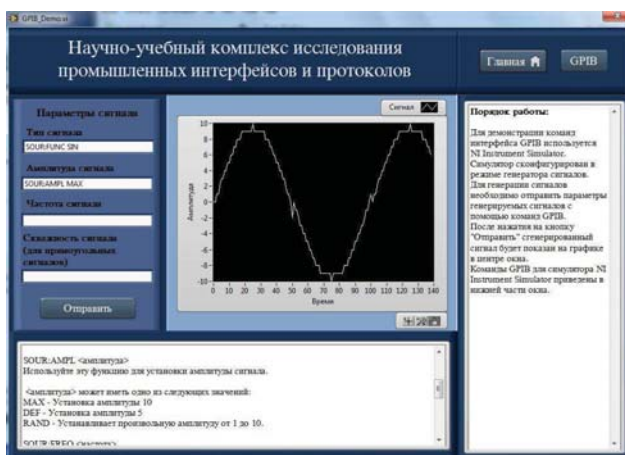 GPIB_Demo.vi
Научно-учебный комплекс исследования
промышленных интерфейсов и протоколов
Главная
GPIB
Параметры сигнала
Тип сигнала
SOUR:FUNC SIN
Амплитуда сигнала
SOUR:AMPL MAX
Частота сигнала
Скважность сигнала
(для прямоугольных
сигналов)
Отправить
Сигнал
Амплитуда
10
8
6
4
2
0
-2
-4
-6
-8
-10
0 10 20 30 40 50 60 70 80 90 100 110 120 130 140
Время
Порядок работы:
Для демонстрации команд
интерфейса GPIB используется
NI Instrument Simulator.
Симулятор сконфигурирован в
режиме генератора сигналов.
Для генерации сигналов
необходимо отправить параметры
генерируемых сигналов с
помощью команд GPIB.
После нажатия на кнопку
"Отправить" сгенерированный
сигнал будет показан на графике
в центре окна.
Команды GPIB для симулятора NI
Instrument Simulator приведены в
нижней части окна.
SOUR:AMPL <амплитуда>
Используйте эту функцию для установки амплитуды сигнала.
<амплитуда> может иметь одно из следующих значений:
MAX - Установка амплитуды 10
DEF - Установка амплитуды 5
RAND - Устанавливает произвольную амплитуду от 1 до 10.
SOUR:FREQ <частота>